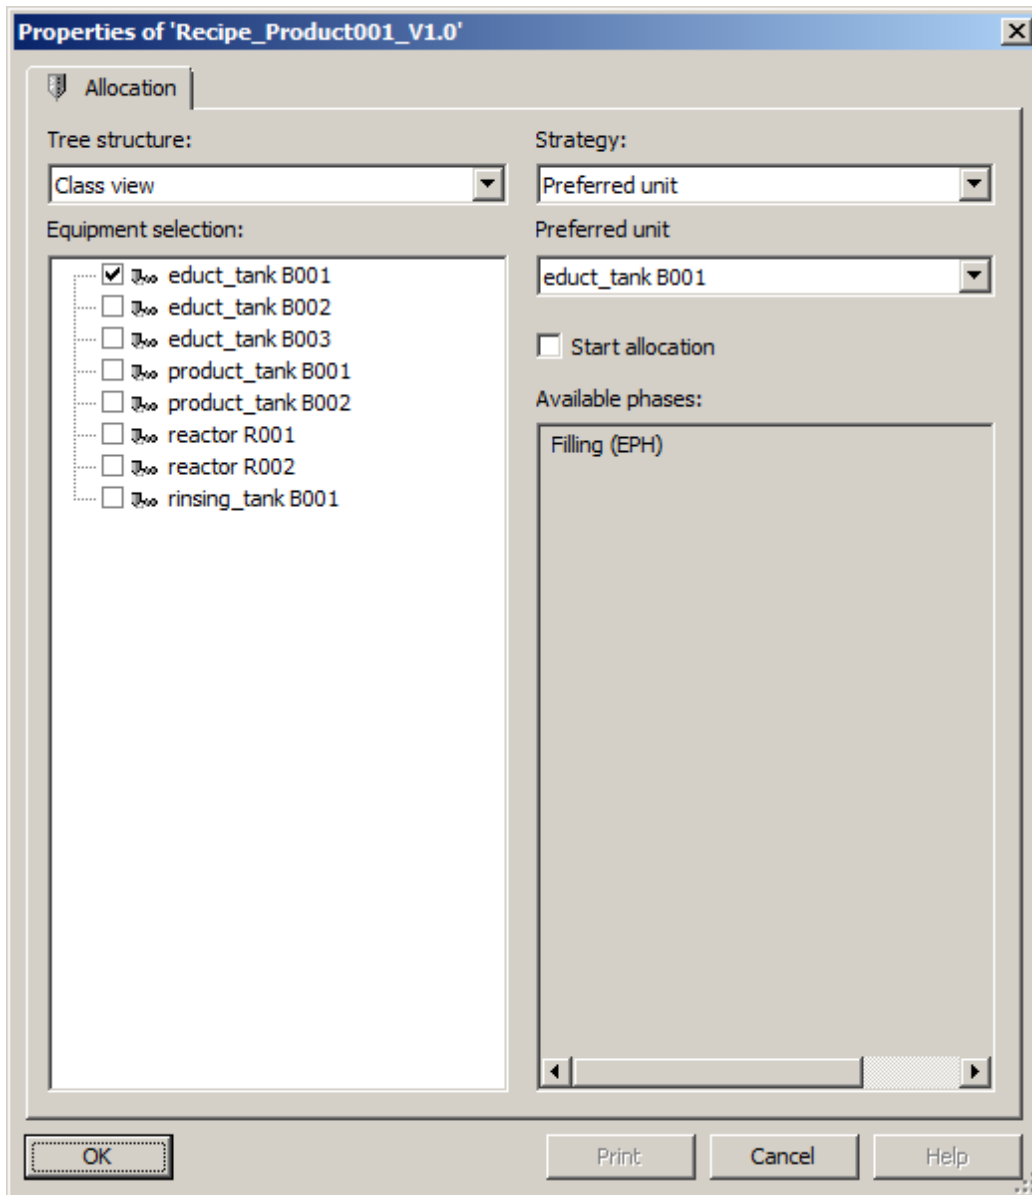 Properties of 'Recipe_Product001_V1.0'
Allocation
Tree structure:
Class view
Equipment selection:
educt_tank B001
educt_tank B002
educt_tank B003
product_tank B001
product_tank B002
reactor R001
reactor R002
rinsing_tank B001
Strategy:
Preferred unit
Preferred unit
educt_tank B001
Start allocation
Available phases:
Filling (EPH)
OK
Print
Cancel
Help